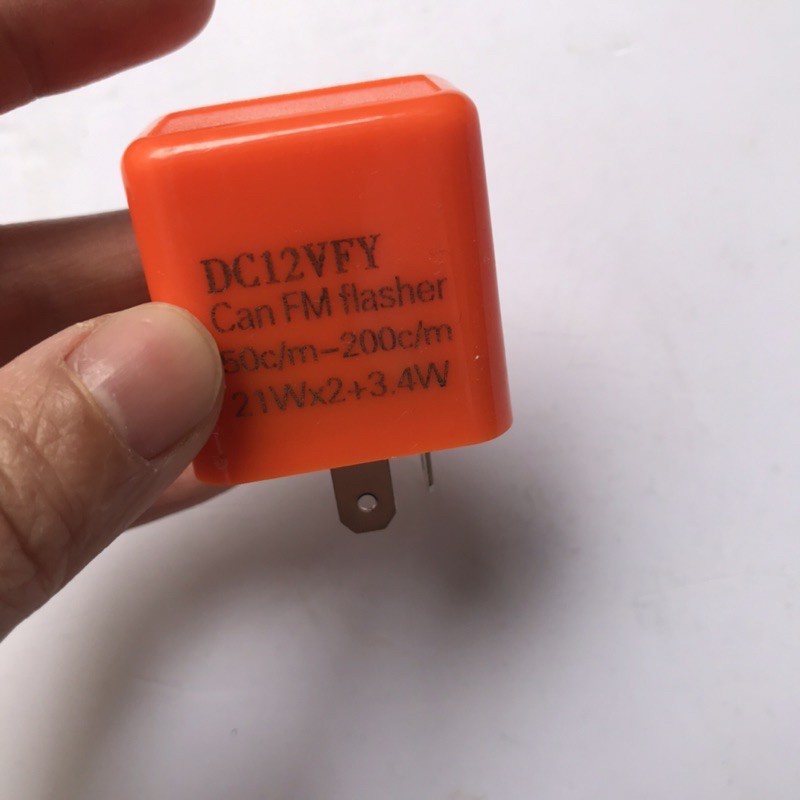 DC12VFY
Can FM flasher
50c/m-200c/m
21Wx2+3.4W